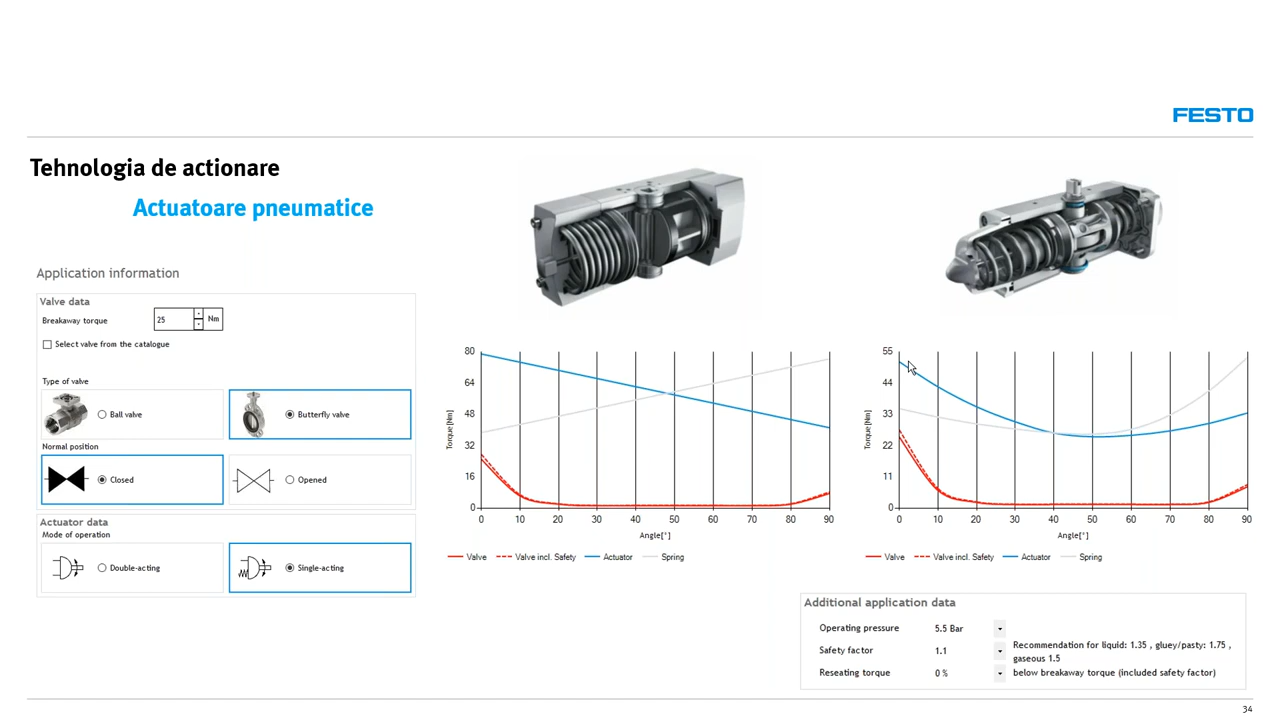 FESTO
Tehnologia de actionare
Actuatoare pneumatice
Application information
Valve data
Breakaway torque
25
Nm
Select valve from the catalogue
Type of valve
Ball valve
Butterfly valve
Normal position
Closed
Opened
Actuator data
Mode of operation
Double-acting
Single-acting
80
64
48
32
16
0
Torque[Nm]
0 10 20 30 40 50 60 70 80 90
Angle[°]
Valve Valve incl. Safety Actuator Spring
55
44
33
22
11
0
Torque[Nm]
0 10 20 30 40 50 60 70 80 90
Angle[°]
Valve Valve incl. Safety Actuator Spring
Additional application data
Operating pressure 5.5 Bar
Safety factor 1.1 Recommendation for liquid: 1.35 , gluey/pasty: 1.75 ,
gaseous 1.5
Reseating torque 0 % below breakaway torque (included safety factor)
34